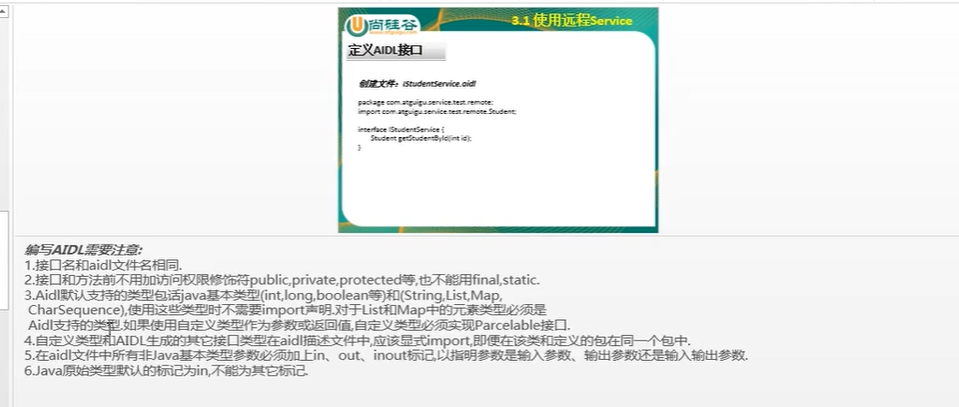 尚硅谷
www.atguigu.com
3.1 使用远程Service
定义AIDL接口
创建文件：IStudentService.aidl
package com.atguigu.service.test.remote;
import com.atguigu.service.test.remote.Student;
interface IStudentService {
Student getStudentById(int id);
}
编写AIDL需要注意:
1.接口名和aidl文件名相同.
2.接口和方法前不用加访问权限修饰符public,private,protected等,也不能用final,static.
3.Aidl默认支持的类型包话java基本类型(int,long,boolean等)和(String,List,Map,
CharSequence),使用这些类型时不需要import声明.对于List和Map中的元素类型必须是
Aidl支持的类型.如果使用自定义类型作为参数或返回值,自定义类型必须实现Parcelable接口.
4.自定义类型和AIDL生成的其它接口类型在aidl描述文件中,应该显式import,即便在该类和定义的包在同一个包中.
5.在aidl文件中所有非Java基本类型参数必须加上in、out、inout标记,以指明参数是输入参数、输出参数还是输入输出参数.
6.Java原始类型默认的标记为in,不能为其它标记.